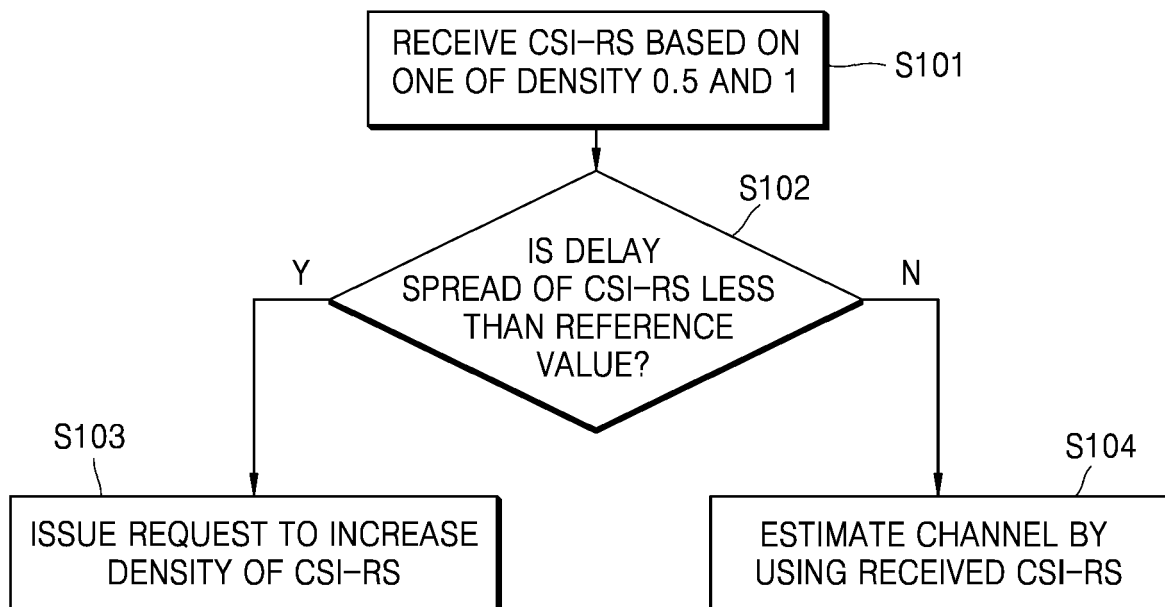 RECEIVE CSI-RS BASED ON
ONE OF DENSITY 0.5 AND 1
S101
S102
IS DELAY
SPREAD OF CSI-RS LESS
THAN REFERENCE
VALUE?
Y
N
S103
S104
ISSUE REQUEST TO INCREASE
DENSITY OF CSI-RS
ESTIMATE CHANNEL BY
USING RECEIVED CSI-RS